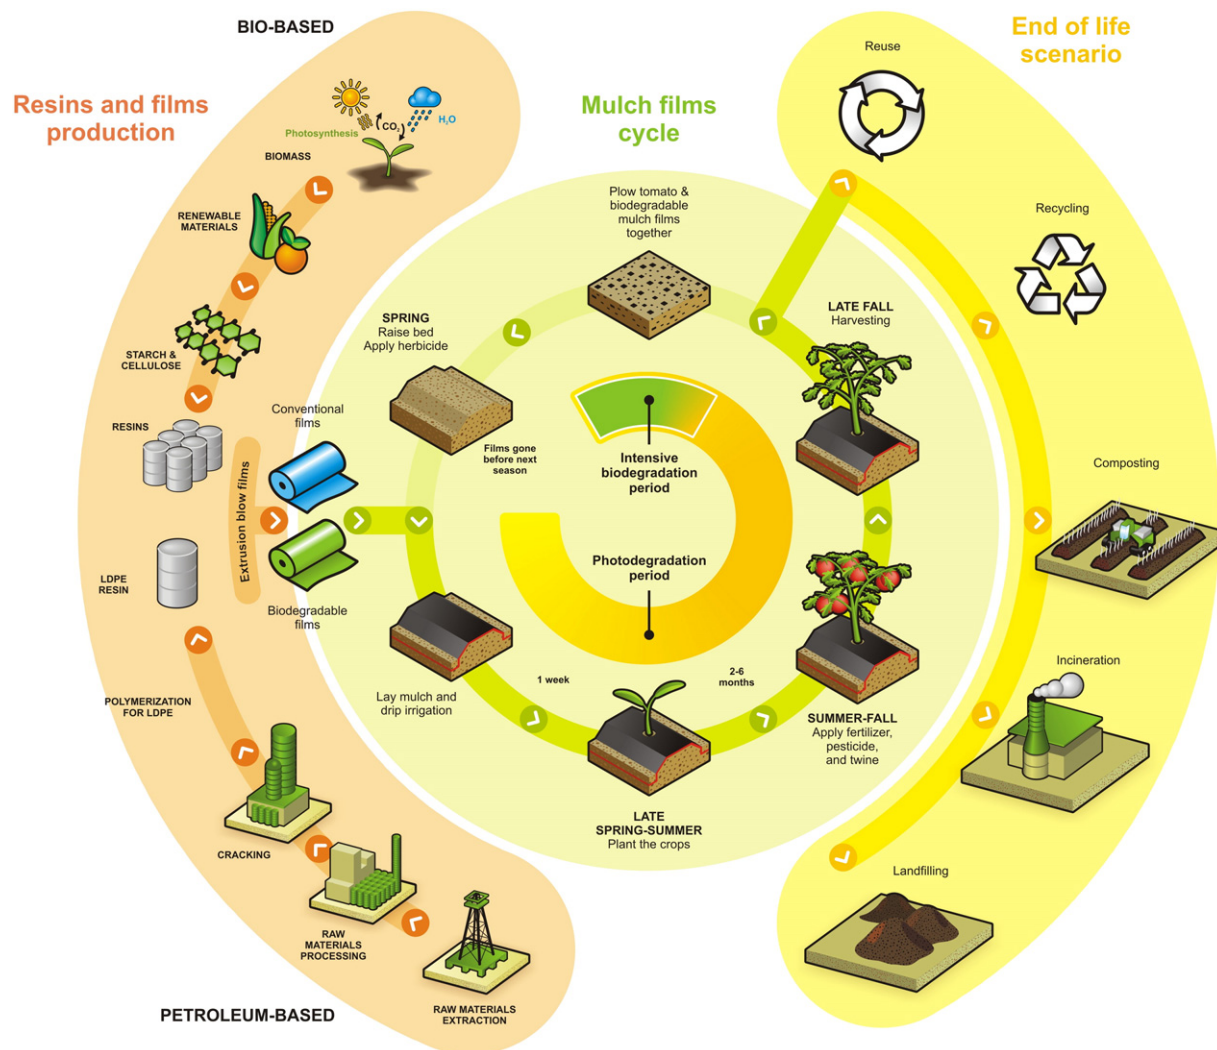 BIO-BASED
Resins and films
production
Photosynthesis
CO₂
H₂O
BIOMASS
RENEWABLE
MATERIALS
STARCH &
CELLULOSE
RESINS
Extrusion blow films
LDPE
RESIN
POLYMERIZATION
FOR LDPE
CRACKING
RAW
MATERIALS
PROCESSING
RAW MATERIALS
EXTRACTION
PETROLEUM-BASED
Conventional
films
Biodegradable
films
Mulch films
cycle
Plow tomato &
biodegradable
mulch films
together
SPRING
Raise bed
Apply herbicide
Films gone
before next
season
Lay mulch and
drip irrigation
1 week
LATE
SPRING-SUMMER
Plant the crops
2-6
months
SUMMER-FALL
Apply fertilizer,
pesticide,
and twine
LATE FALL
Harvesting
Intensive
biodegradation
period
Photodegradation
period
End of life
scenario
Reuse
Recycling
Composting
Incineration
Landfilling